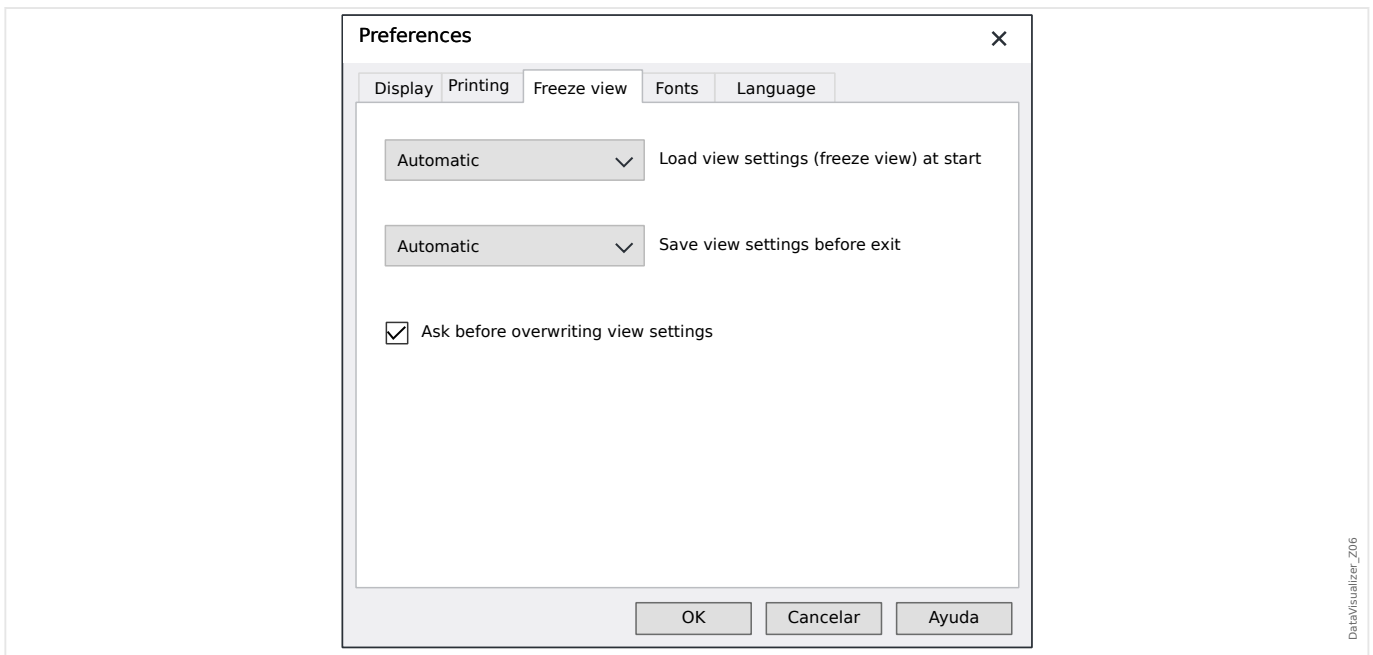 Preferences
Display Printing Freeze view Fonts Language
Automatic Load view settings (freeze view) at start
Automatic Save view settings before exit
Ask before overwriting view settings
OK Cancelar Ayuda
DataVisualizer_Z06